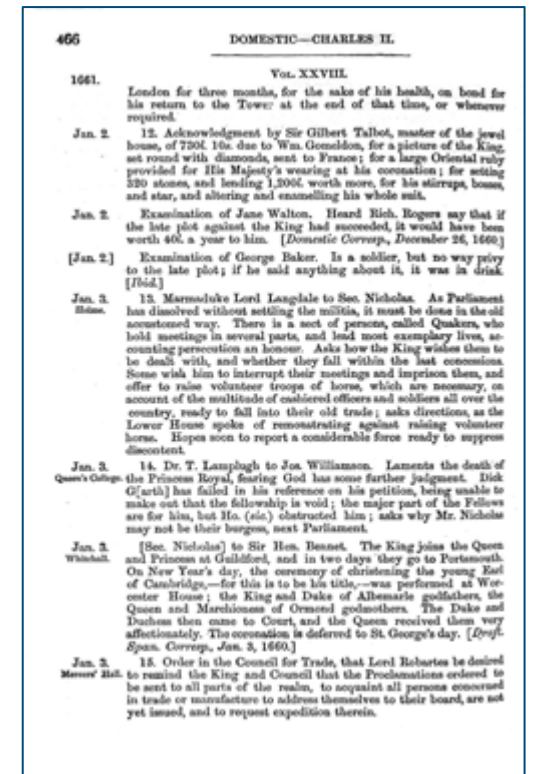 466
DOMESTIC—CHARLES II.
VOL. XXVIII.
1661.
London for three months, for the sake of his health, on bond for
his return to the Tower at the end of that time, or whenever
required.
Jan. 2. 12. Acknowledgment by Sir Gilbert Talbot, master of the jewel
house, of 730l. 10s. due to Wm. Gomeldon, for a picture of the King,
set round with diamonds, sent to France; for a large Oriental ruby
provided for His Majesty's wearing at his coronation; for setting
320 stones, and lending 1,200l. worth more, for his stirrups, bosses,
and star, and altering and enamelling his whole suit.
Jan. 2. Examination of Jane Walton. Heard Rich. Rogers say that if
the late plot against the King had succeeded, it would have been
worth 40l. a year to him. [Domestic Corresp., December 26, 1660.]
[Jan. 2.] Examination of George Baker. Is a soldier, but no way privy
to the late plot; if he said anything about it, it was in drink.
[Ibid.]
Jan. 3. 13. Marmaduke Lord Langdale to Sec. Nicholas. As Parliament
Holme. has dissolved without settling the militia, it must be done in the old
accustomed way. There is a sect of persons, called Quakers, who
hold meetings in several parts, and lead most exemplary lives, ac-
counting persecution an honour. Asks how the King wishes them to
be dealt with, and whether they fall within the last concessions.
Some wish him to interrupt their meetings and imprison them, and
offer to raise volunteer troops of horse, which are necessary, on
account of the multitude of cashiered officers and soldiers all over the
country, ready to fall into their old trade; asks directions, as the
Lower House spoke of remonstrating against raising volunteer
horse. Hopes soon to report a considerable force ready to suppress
discontent.
Jan. 3. 14. Dr. T. Lamplugh to Jos. Williamson. Laments the death of
Queen's College. the Princess Royal, fearing God has some further judgment. Dick
G[arth] has failed in his reference on his petition, being unable to
make out that the fellowship is void; the major part of the Fellows
are for him, but Ho. (sic.) obstructed him; asks why Mr. Nicholas
may not be their burgess, next Parliament.
Jan. 3. [Sec. Nicholas] to Sir Hen. Bennet. The King joins the Queen
Whitehall. and Princess at Guildford, and in two days they go to Portsmouth.
On New Year's day, the ceremony of christening the young Earl
of Cambridge,—for this is to be his title,—was performed at Wor-
cester House; the King and Duke of Albemarle godfathers, the
Queen and Marchioness of Ormond godmothers. The Duke and
Duchess then came to Court, and the Queen received them very
affectionately. The coronation is deferred to St. George's day. [Draft.
Span. Corresp., Jan. 3, 1660.]
Jan. 3. 15. Order in the Council for Trade, that Lord Robartes be desired
Mercers' Hall. to remind the King and Council that the Proclamations ordered to
be sent to all parts of the realm, to acquaint all persons concerned
in trade or manufacture to address themselves to their board, are not
yet issued, and to request expedition therein.